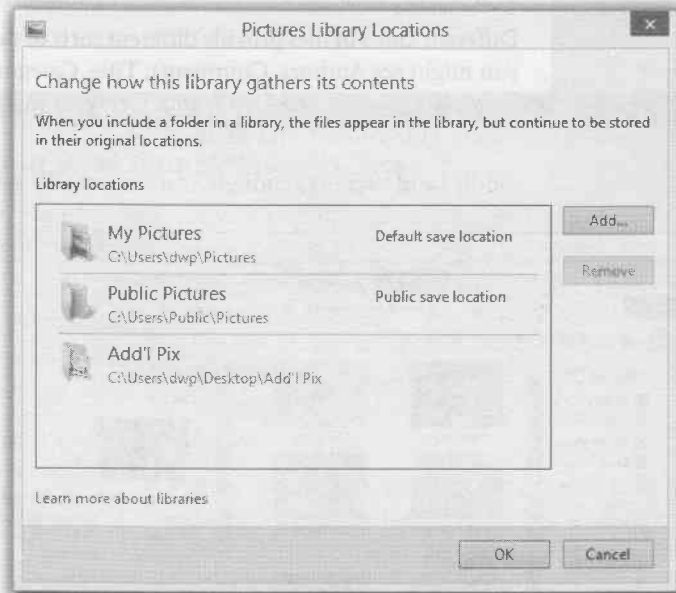 Pictures Library Locations
Change how this library gathers its contents
When you include a folder in a library, the files appear in the library, but continue to be stored
in their original locations.
Library locations
My Pictures
Default save location
C:\Users\dwp\Pictures
Public Pictures
Public save location
C:\Users\Public\Pictures
Add'l Pix
C:\Users\dwp\Desktop\Add'l Pix
Add...
Remove
Learn more about libraries
OK
Cancel